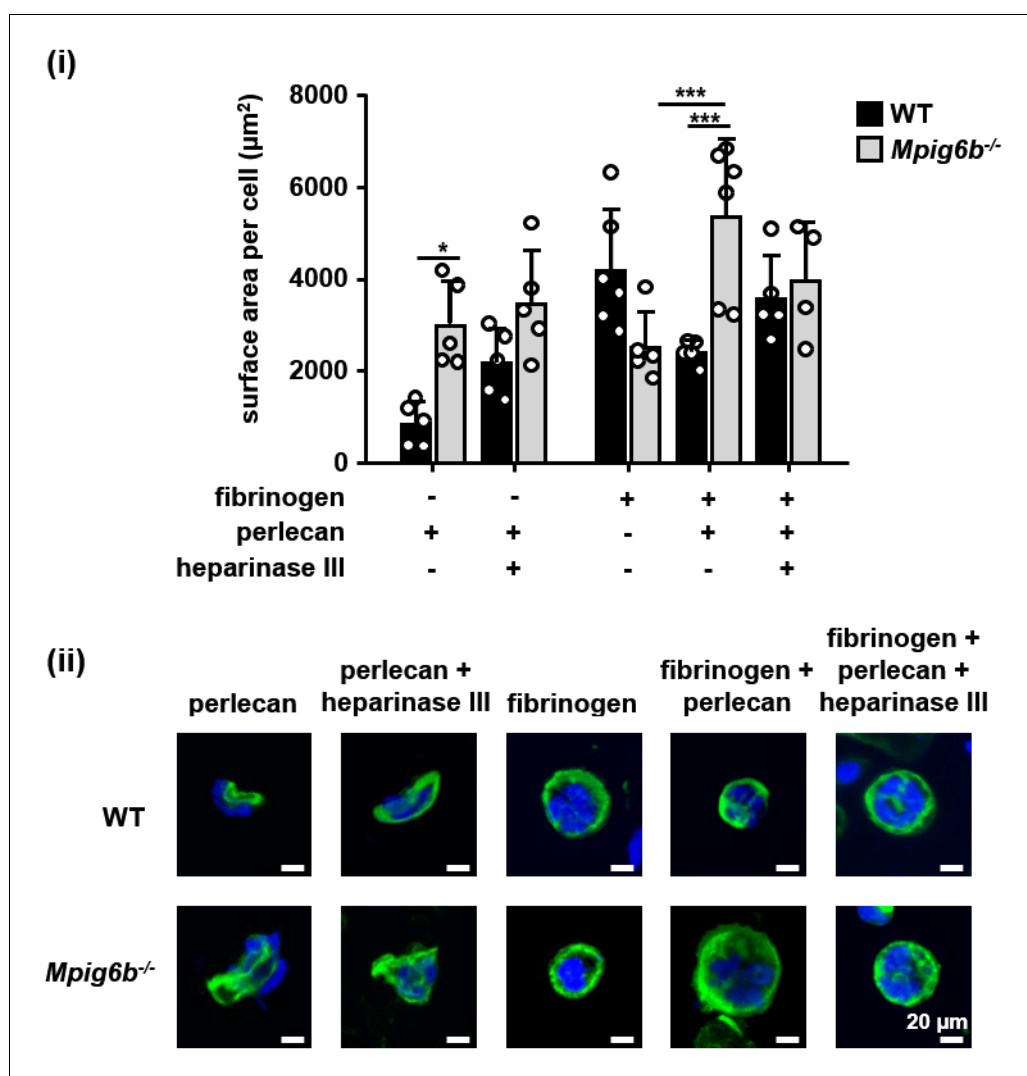 (i)
surface area per cell (µm²)
8000
6000
4000
2000
0
*
***
***
WT
Mpig6b-/-
fibrinogen - - + + +
perlecan + + - + +
heparinase III - + - - +
(ii)
perlecan
perlecan +
heparinase III
fibrinogen
fibrinogen +
perlecan
fibrinogen +
perlecan +
heparinase III
WT
Mpig6b-/-
20 µm